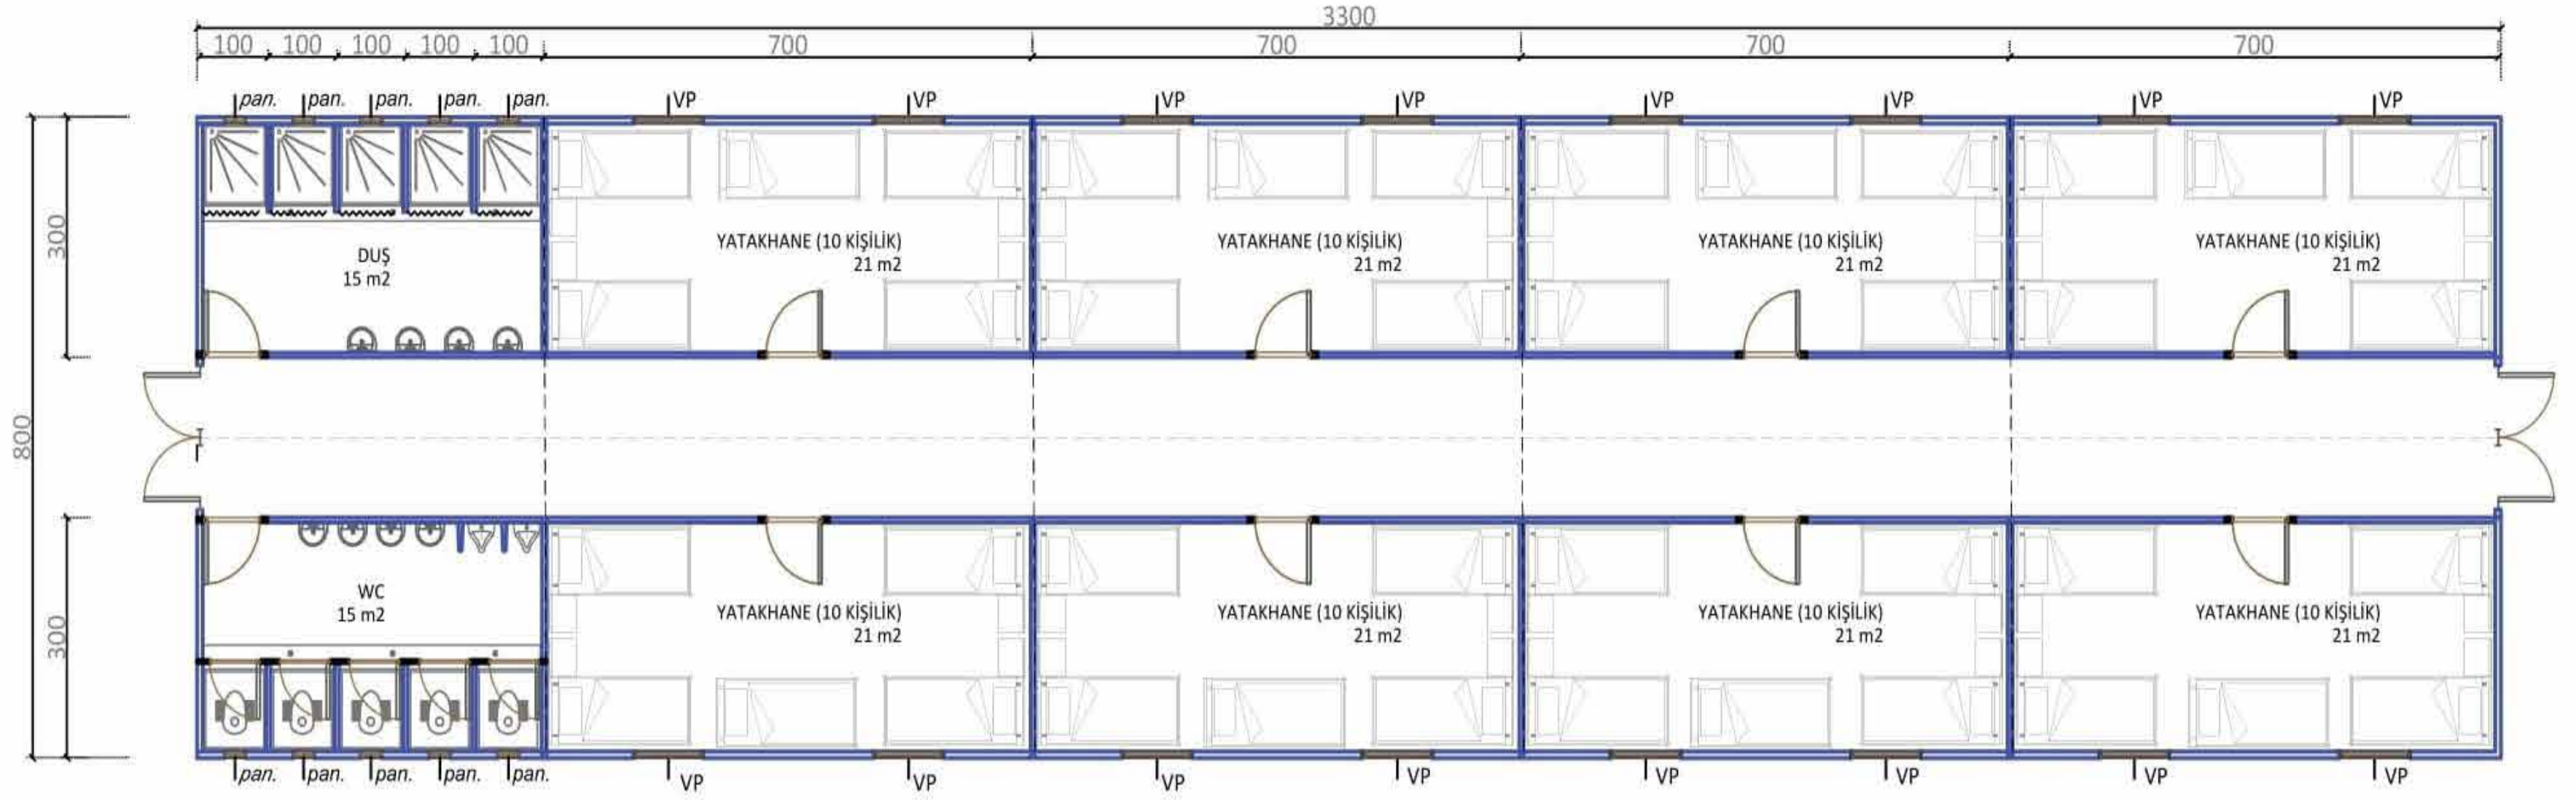 3300
100 100 100 100 100 700 700 700 700
pan. pan. pan. pan. pan. VP VP VP VP VP VP VP VP
300
DUŞ
15 m2
YATAKHANE (10 KİŞİLİK)
21 m2
YATAKHANE (10 KİŞİLİK)
21 m2
YATAKHANE (10 KİŞİLİK)
21 m2
YATAKHANE (10 KİŞİLİK)
21 m2
800
300
WC
15 m2
YATAKHANE (10 KİŞİLİK)
21 m2
YATAKHANE (10 KİŞİLİK)
21 m2
YATAKHANE (10 KİŞİLİK)
21 m2
YATAKHANE (10 KİŞİLİK)
21 m2
pan. pan. pan. pan. pan. VP VP VP VP VP VP VP VP